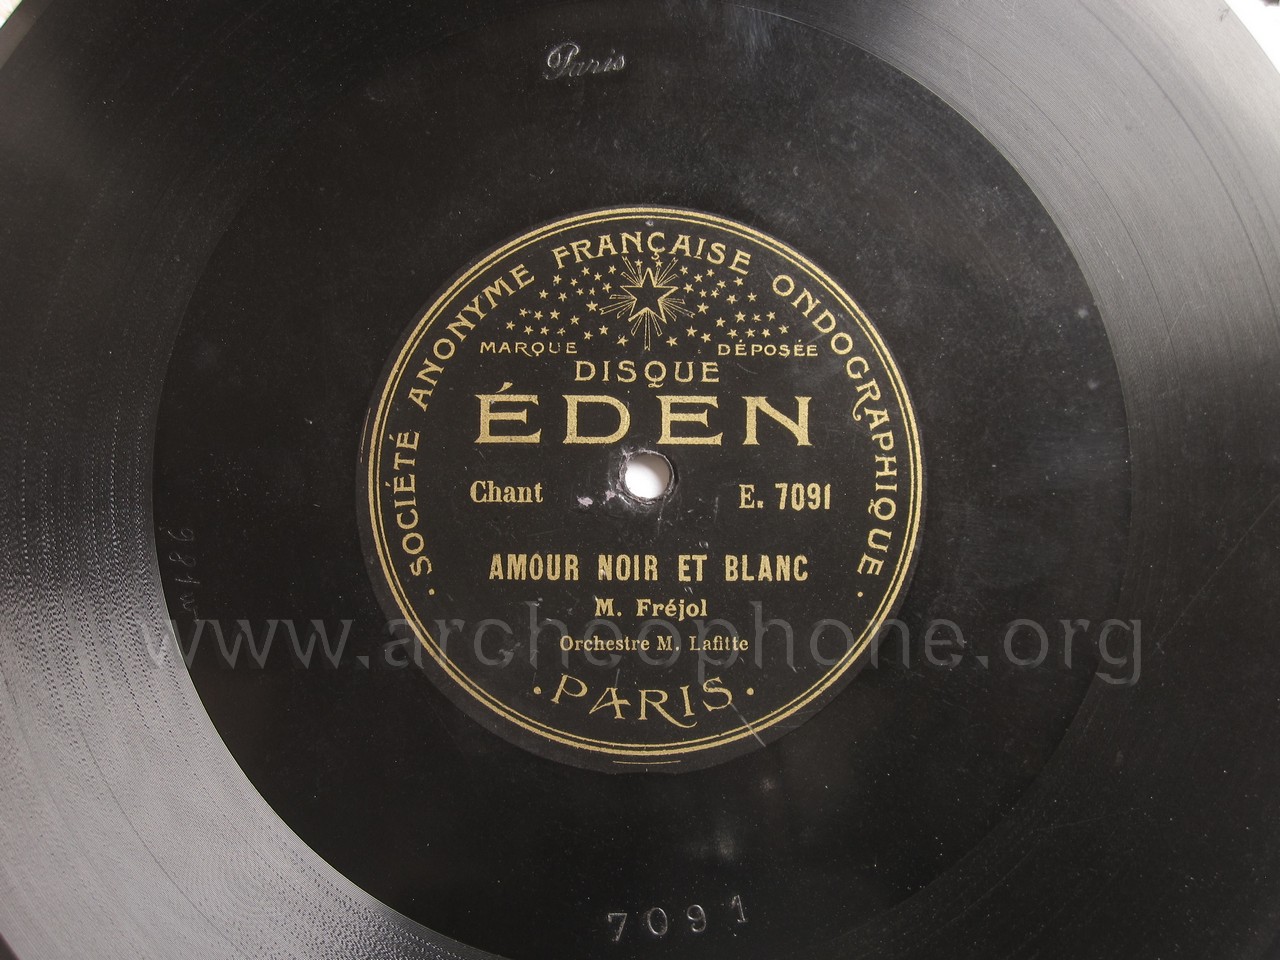 Paris
SOCIÉTÉ ANONYME FRANÇAISE ONDOGRAPHIQUE
MARQUE DÉPOSÉE
DISQUE
ÉDEN
Chant E. 7091
AMOUR NOIR ET BLANC
M. Fréjol
Orchestre M. Lafitte
PARIS
www.archeophone.org
7091